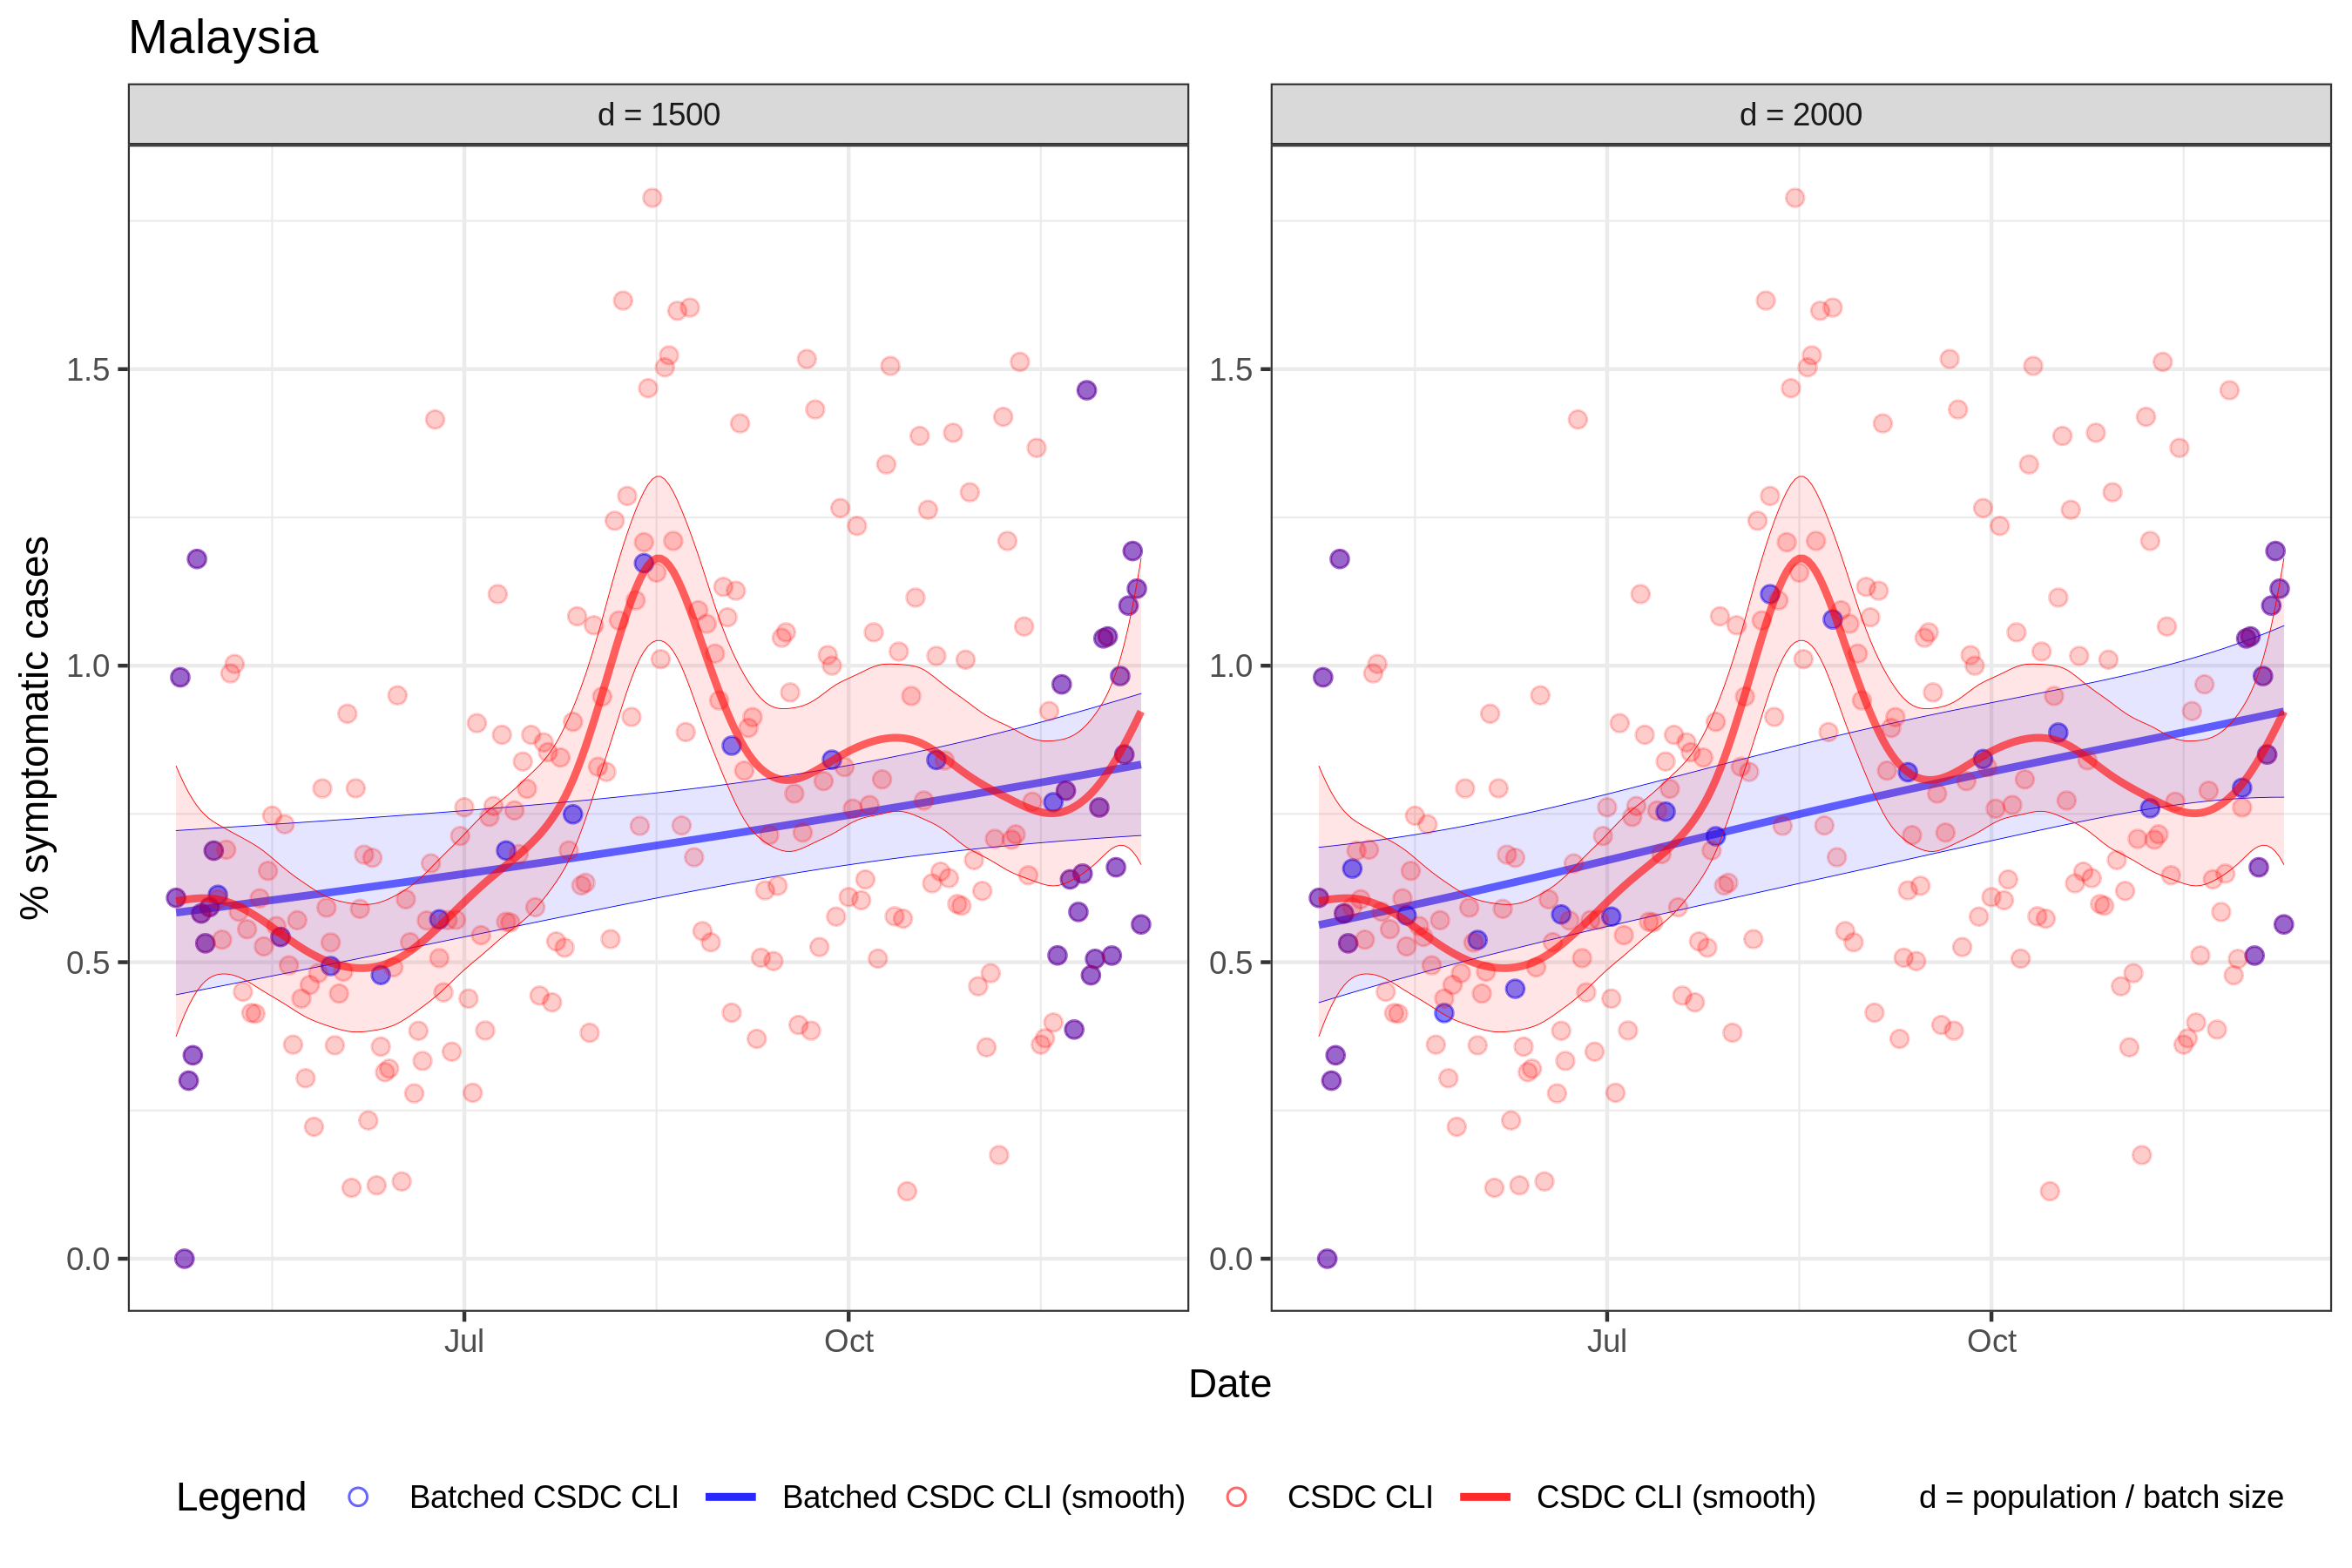 Malaysia
d = 1500
d = 2000
% symptomatic cases
1.5
1.0
0.5
0.0
1.5
1.0
0.5
0.0
Jul
Oct
Jul
Oct
Date
Legend
Batched CSDC CLI
Batched CSDC CLI (smooth)
CSDC CLI
CSDC CLI (smooth)
d = population / batch size